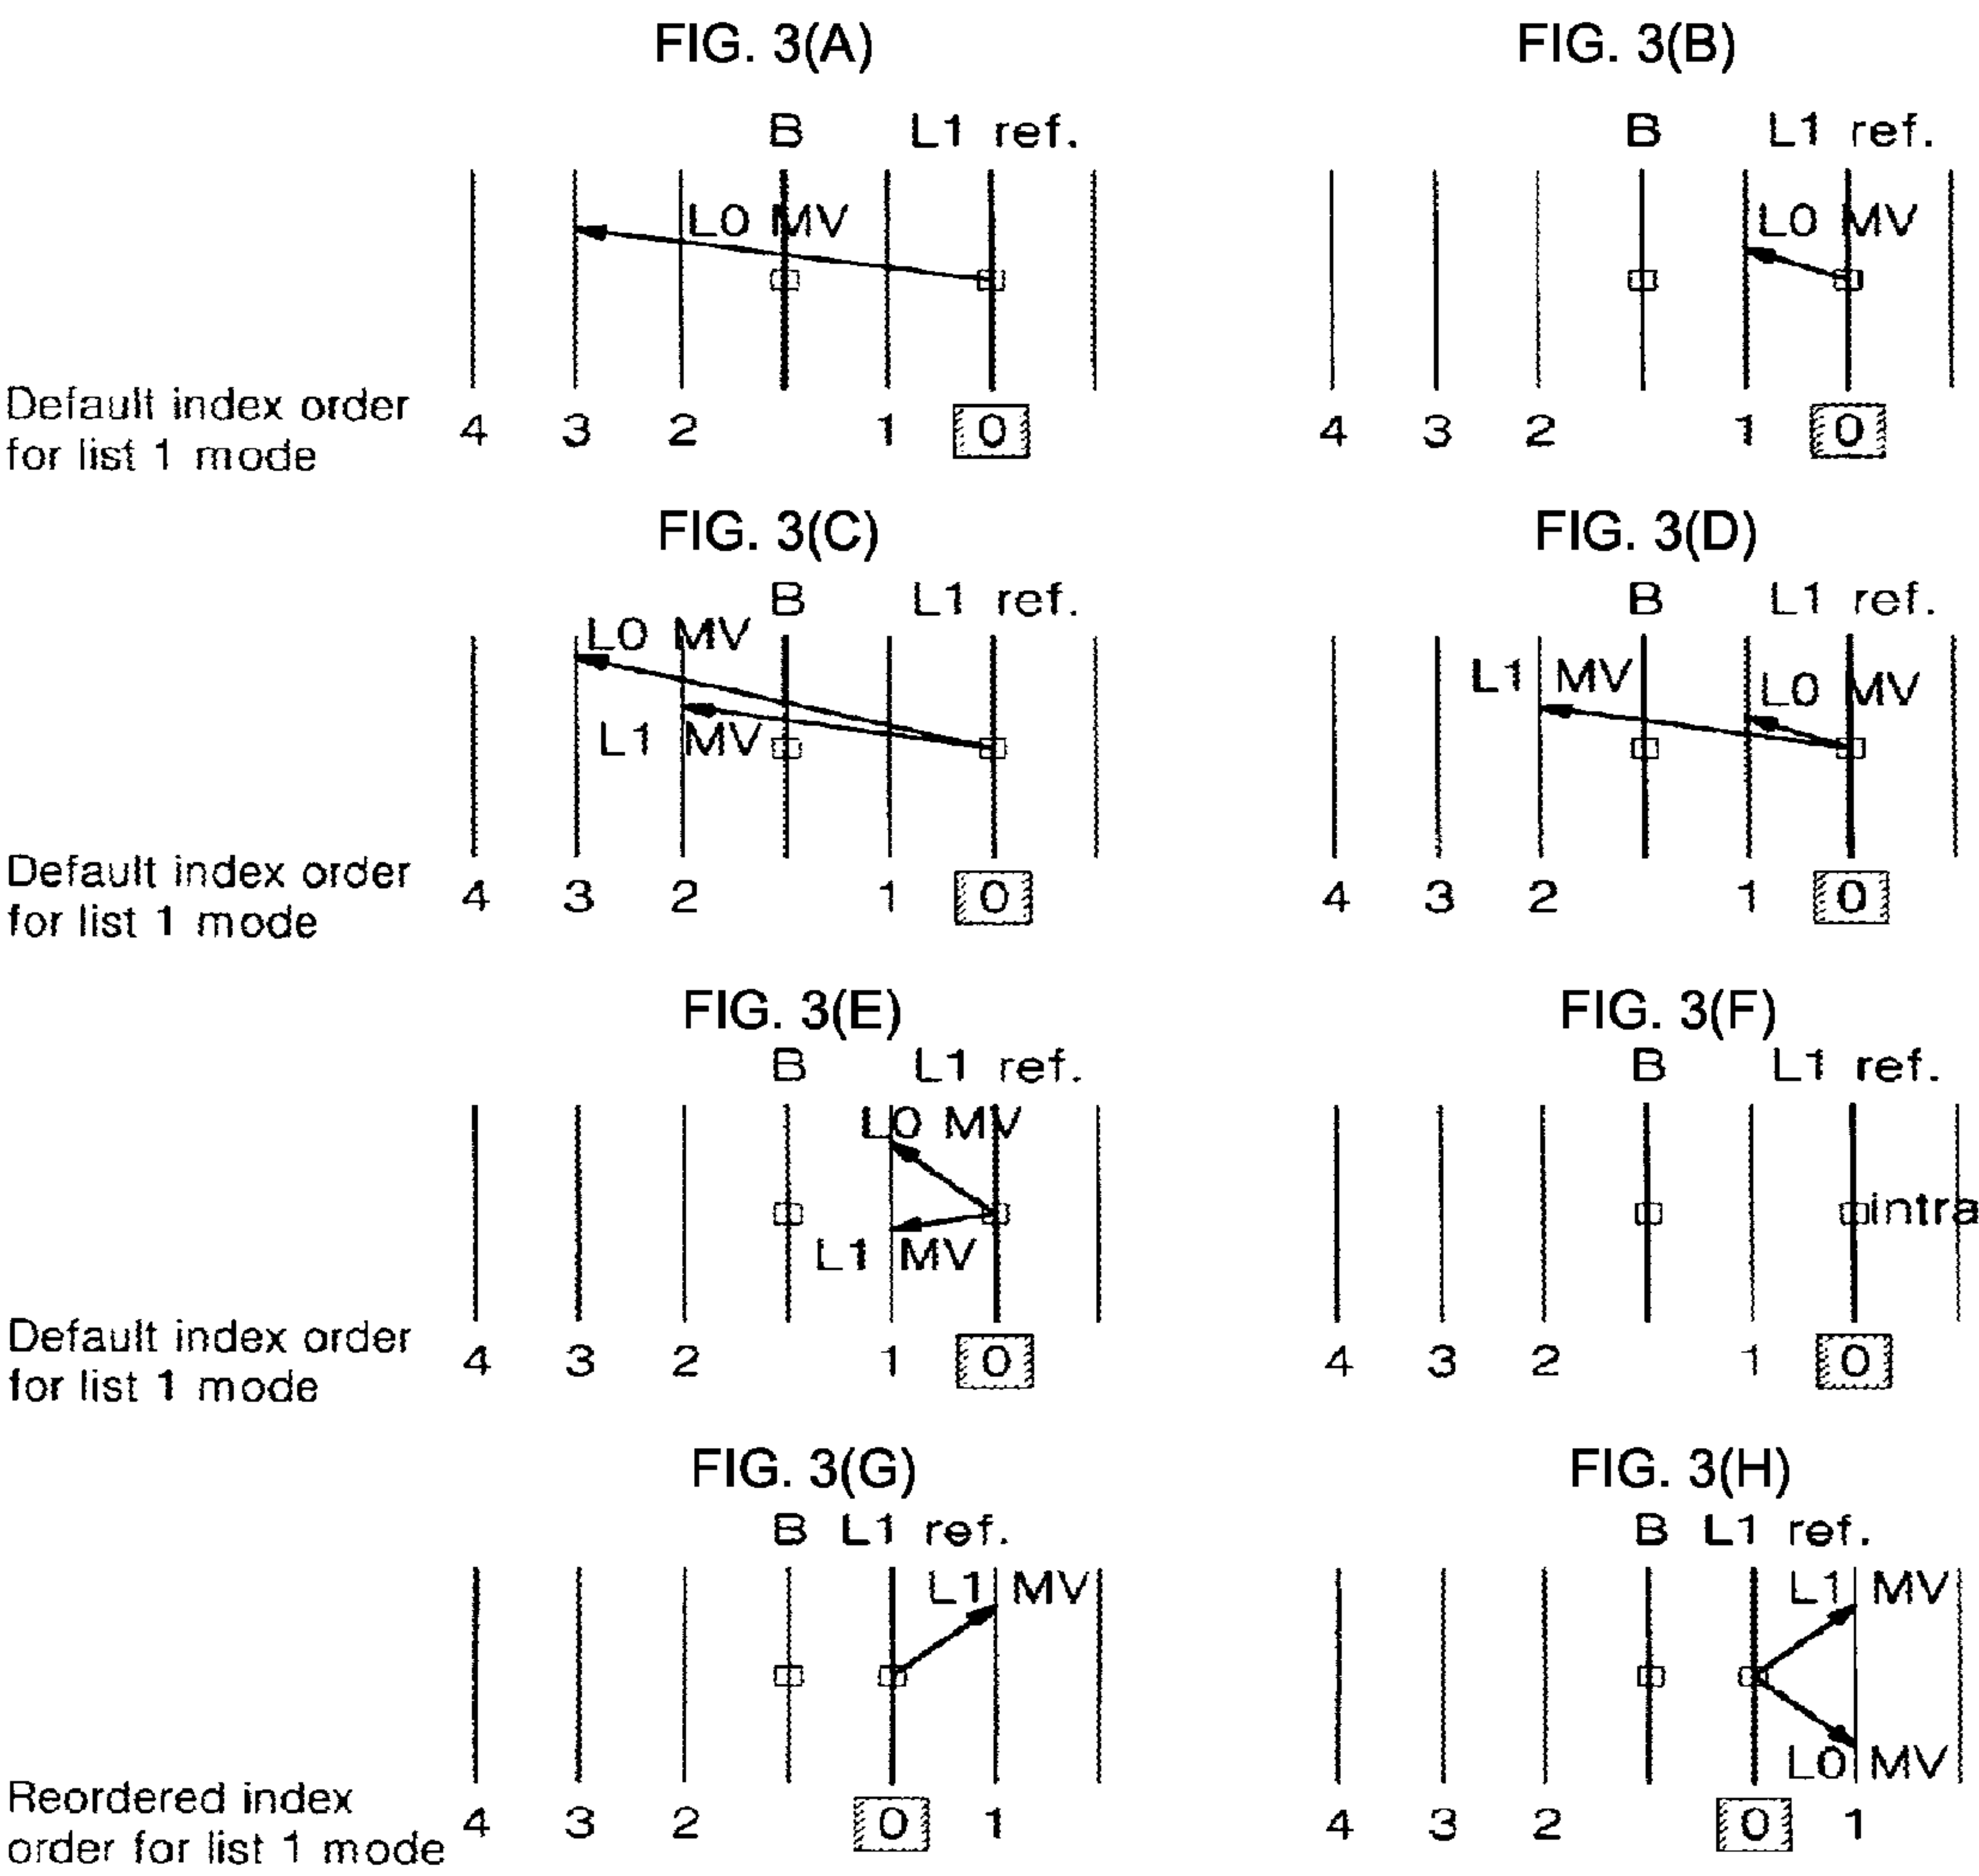 FIG. 3(A)
FIG. 3(B)
B L1 ref.
B L1 ref.
L0 MV
L0 MV
Default index order
for list 1 mode
4 3 2 1 0
4 3 2 1 0
FIG. 3(C)
FIG. 3(D)
B L1 ref.
B L1 ref.
L0 MV
L1 MV
L1 MV
L0 MV
Default index order
for list 1 mode
4 3 2 1 0
4 3 2 1 0
FIG. 3(E)
FIG. 3(F)
B L1 ref.
B L1 ref.
L0 MV
L1 MV
intra
Default index order
for list 1 mode
4 3 2 1 0
4 3 2 1 0
FIG. 3(G)
FIG. 3(H)
B L1 ref.
B L1 ref.
L1 MV
L1 MV
L0 MV
Reordered index
order for list 1 mode
4 3 2 0 1
4 3 2 0 1